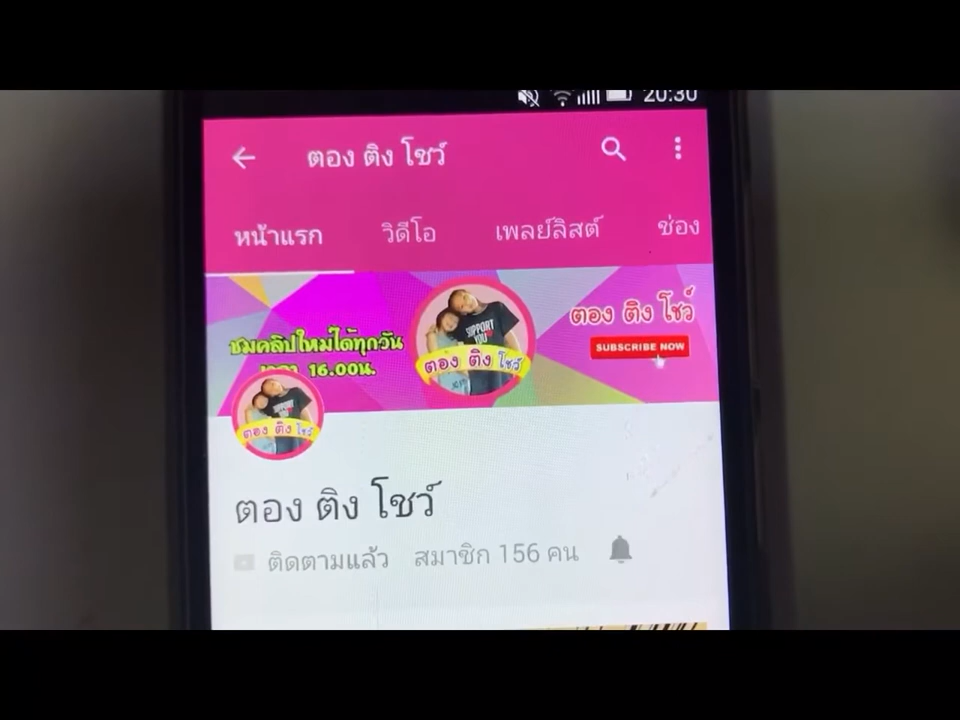 20:30
ตอง ติง โชว์
หน้าแรก วิดีโอ เพลย์ลิสต์ ช่อง
ชมคลิปใหม่ได้ทุกวัน
16.00น.
SUPPORT
YOU
ตอง ติง โชว์
ตอง ติง โชว์
SUBSCRIBE NOW
SUPPORT
YOU
ตอง ติง โชว์
ตอง ติง โชว์
ติดตามแล้ว สมาชิก 156 คน